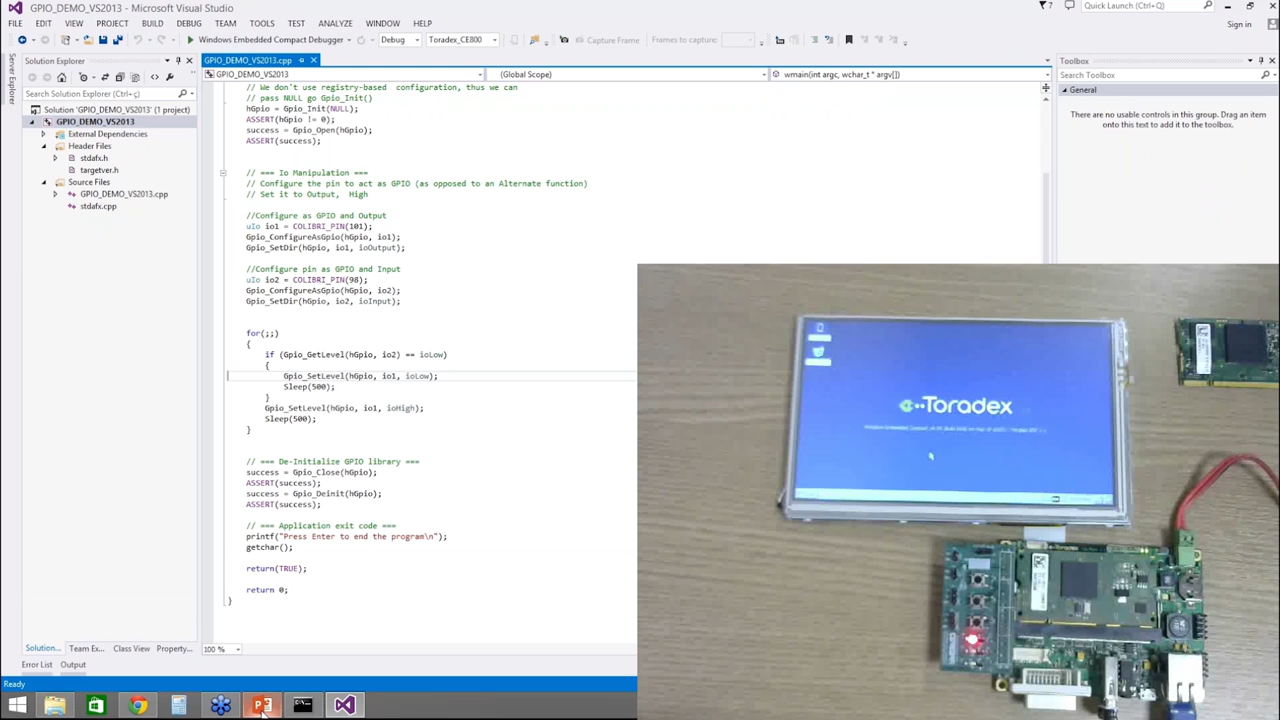 GPIO_DEMO_VS2013 - Microsoft Visual Studio
7
Quick Launch (Ctrl+Q)
FILE EDIT VIEW PROJECT BUILD DEBUG TEAM TOOLS TEST ANALYZE WINDOW HELP
Sign in
Windows Embedded Compact Debugger Debug Toradex_CE800 Capture Frame Frames to capture:
Server Explorer
Solution Explorer
Search Solution Explorer (Ctrl+;)
Solution 'GPIO_DEMO_VS2013' (1 project)
GPIO_DEMO_VS2013
External Dependencies
Header Files
stdafx.h
targetver.h
Source Files
GPIO_DEMO_VS2013.cpp
stdafx.cpp
Solution... Team Ex... Class View Property...
GPIO_DEMO_VS2013.cpp
GPIO_DEMO_VS2013 (Global Scope) wmain(int argc, wchar_t * argv[])
// We don't use registry-based configuration, thus we can
// pass NULL go Gpio_Init()
hGpio = Gpio_Init(NULL);
ASSERT(hGpio != 0);
success = Gpio_Open(hGpio);
ASSERT(success);
// === Io Manipulation ===
// Configure the pin to act as GPIO (as opposed to an Alternate function)
// Set it to Output, High
//Configure as GPIO and Output
uIo io1 = COLIBRI_PIN(101);
Gpio_ConfigureAsGpio(hGpio, io1);
Gpio_SetDir(hGpio, io1, ioOutput);
//Configure pin as GPIO and Input
uIo io2 = COLIBRI_PIN(98);
Gpio_ConfigureAsGpio(hGpio, io2);
Gpio_SetDir(hGpio, io2, ioInput);
for(;;)
{
if (Gpio_GetLevel(hGpio, io2) == ioLow)
{
Gpio_SetLevel(hGpio, io1, ioLow);
Sleep(500);
}
Gpio_SetLevel(hGpio, io1, ioHigh);
Sleep(500);
}
// === De-Initialize GPIO library ===
success = Gpio_Close(hGpio);
ASSERT(success);
success = Gpio_Deinit(hGpio);
ASSERT(success);
// === Application exit code ===
printf("Press Enter to end the program\n");
getchar();
return(TRUE);
return 0;
}
100 %
Toolbox
Search Toolbox
General
There are no usable controls in this group. Drag an
item onto this text to add it to the toolbox.
Toradex
Error List Output
Ready